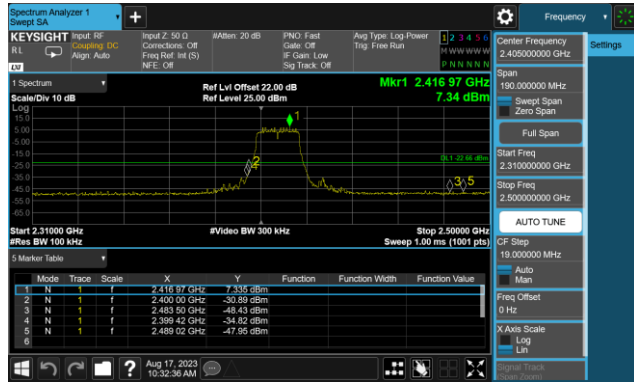 Spectrum Analyzer 1
Swept SA
Frequency
KEYSIGHT
Input: RF
Coupling: DC
Align: Auto
Input Z: 50 Ω
Corrections: Off
Freq Ref: Int (S)
NFE: Off
#Atten: 20 dB
PNO: Fast
Gate: Off
IF Gain: Low
Sig Track: Off
Avg Type: Log-Power
Trig: Free Run
1 2 3 4 5 6
M W W W W W
P N N N N N
R L
LXI
1 Spectrum
Scale/Div 10 dB
Ref Lvl Offset 22.00 dB
Ref Level 25.00 dBm
Mkr1 2.416 97 GHz
7.34 dBm
Log
15.0
5.00
-5.00
-15.0
-25.0
-35.0
-45.0
-55.0
-65.0
1
DL1 -22.66 dBm
2
3
5
Start 2.31000 GHz
#Res BW 100 kHz
#Video BW 300 kHz
Stop 2.50000 GHz
Sweep 1.00 ms (1001 pts)
5 Marker Table
Mode Trace Scale X Y Function Function Width Function Value
1 N 1 f 2.416 97 GHz 7.335 dBm
2 N 1 f 2.400 00 GHz -30.89 dBm
3 N 1 f 2.483 50 GHz -48.43 dBm
4 N 1 f 2.399 42 GHz -34.82 dBm
5 N 1 f 2.489 02 GHz -47.95 dBm
6
Aug 17, 2023
10:32:36 AM
Center Frequency
2.405000000 GHz
Settings
Span
190.000000 MHz
Swept Span
Zero Span
Full Span
Start Freq
2.310000000 GHz
Stop Freq
2.500000000 GHz
AUTO TUNE
CF Step
19.000000 MHz
Auto
Man
Freq Offset
0 Hz
X Axis Scale
Log
Lin
Signal Track
(Span Zoom)